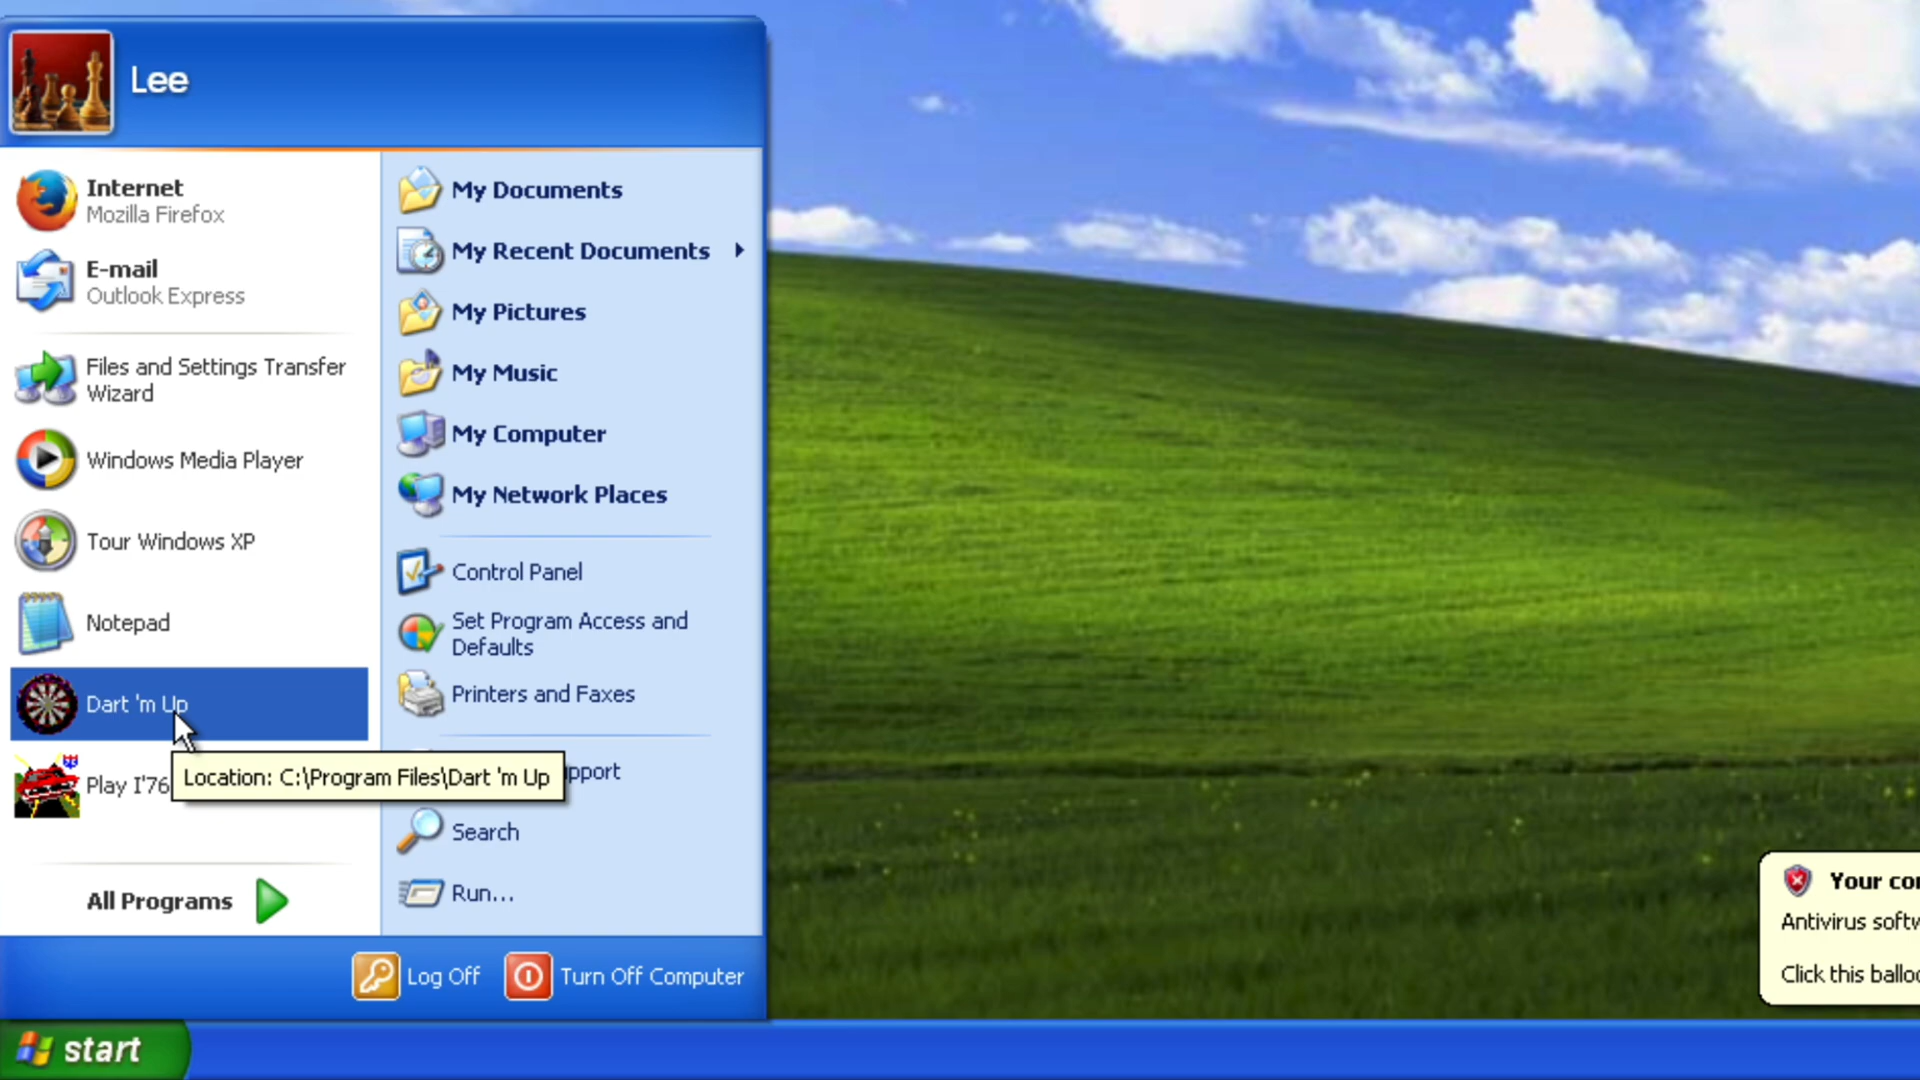 Lee
Internet
Mozilla Firefox
E-mail
Outlook Express
Files and Settings Transfer
Wizard
Windows Media Player
Tour Windows XP
Notepad
Dart 'm Up
Play I'76
Location: C:\Program Files\Dart 'm Up
All Programs
My Documents
My Recent Documents
My Pictures
My Music
My Computer
My Network Places
Control Panel
Set Program Access and
Defaults
Printers and Faxes
pport
Search
Run...
Log Off
Turn Off Computer
start
Your
Antivirus
Click this